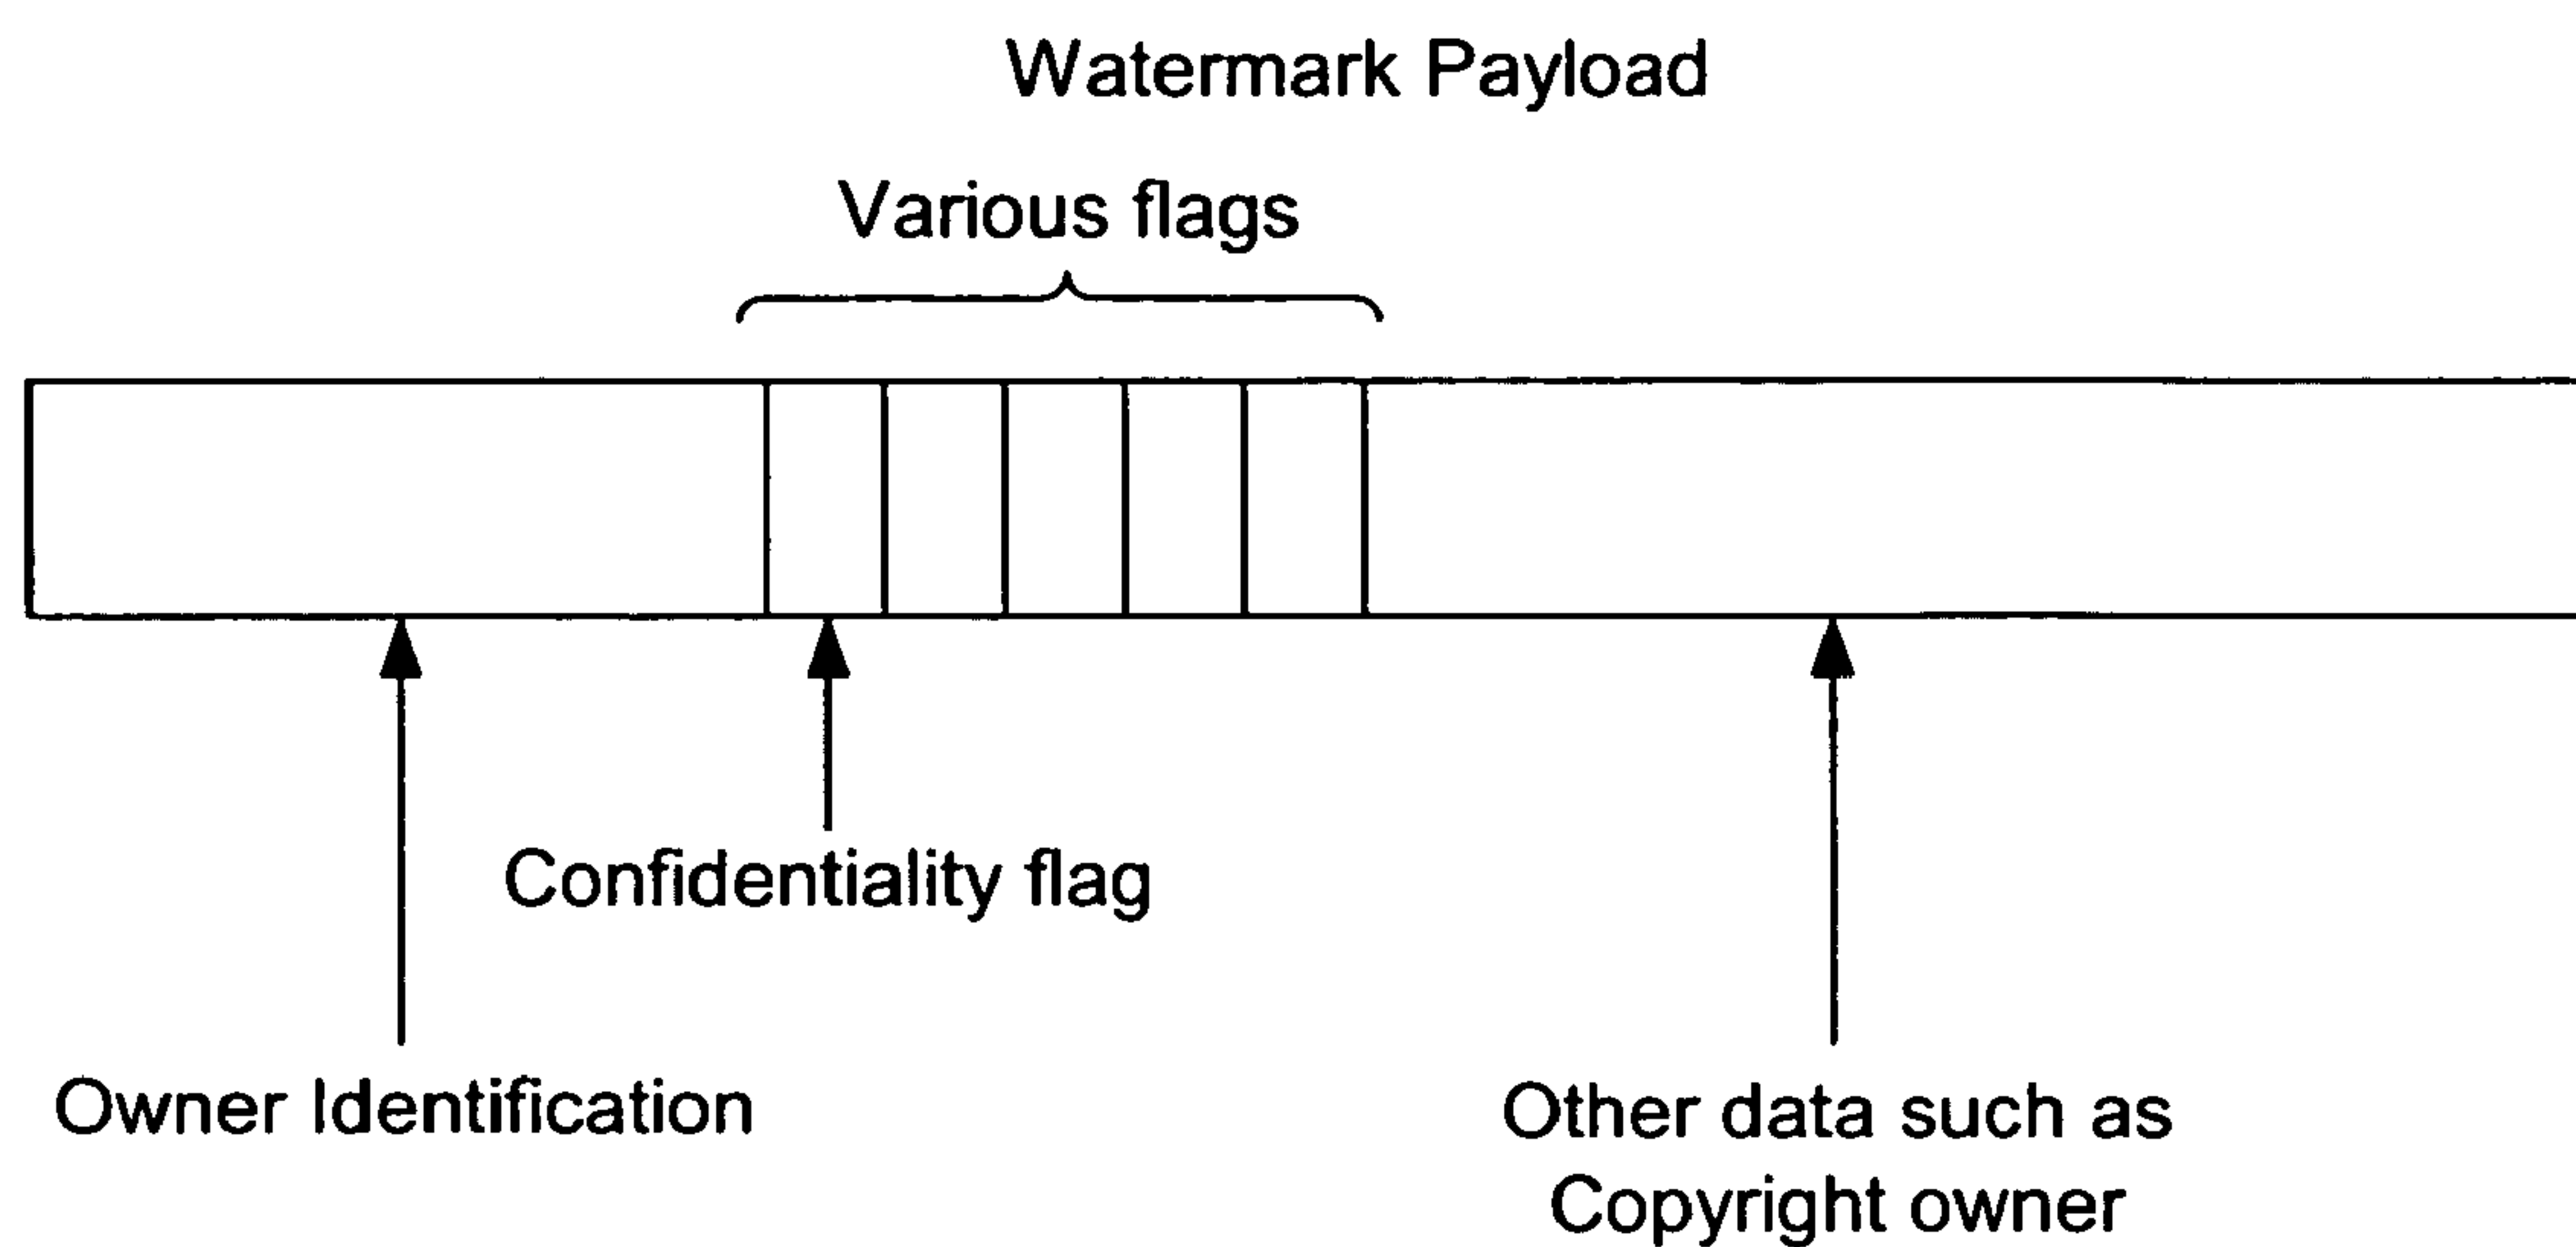 Watermark Payload
Various flags
Confidentiality flag
Owner Identification
Other data such as
Copyright owner